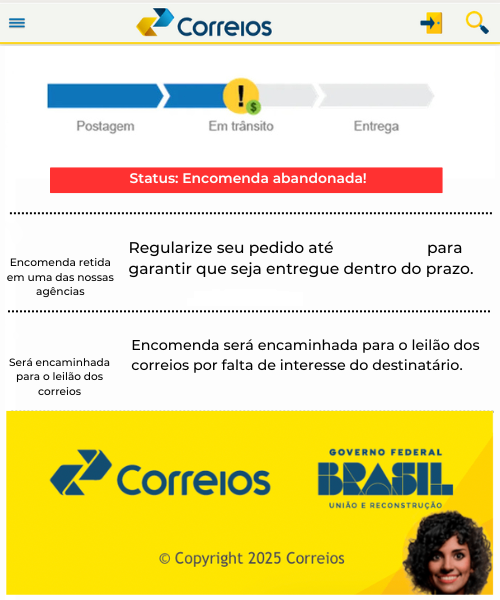 Correios
Postagem
Em trânsito
Entrega
Status: Encomenda abandonada!
Encomenda retida
em uma das nossas
agências
Regularize seu pedido até para
garantir que seja entregue dentro do prazo.
Será encaminhada
para o leilão dos
correios
Encomenda será encaminhada para o leilão dos
correios por falta de interesse do destinatário.
Correios
GOVERNO FEDERAL
BRASIL
UNIÃO E RECONSTRUÇÃO
© Copyright 2025 Correios